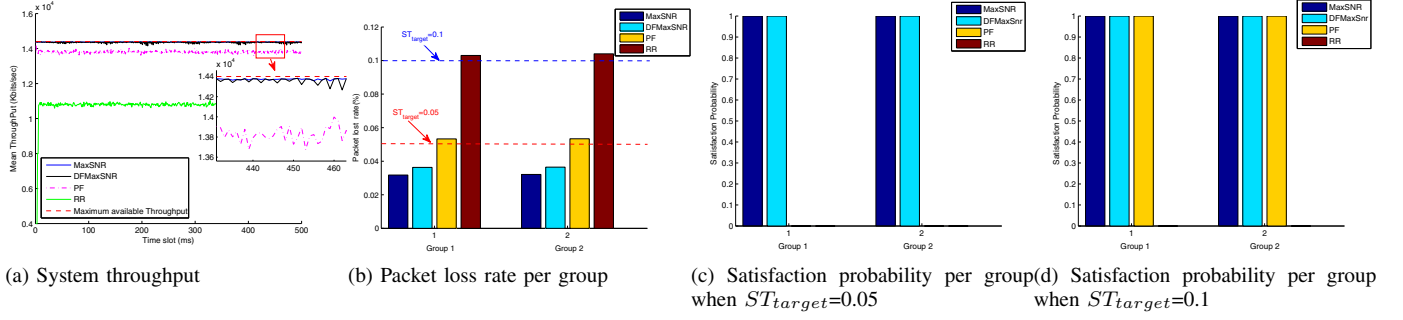 1.6 x 10⁴
1.4
1.2
1
0.8
0.6
0.4
Mean ThroughPut (Kbits\sec)
0
100
200
300
400
500
Time slot (ms)
x 10⁴
1.44
1.42
1.4
1.38
1.36
440
450
460
MaxSNR
DFMaxSNR
PF
RR
Maximum available Throughput
(a) System throughput
0.12
0.1
0.08
0.06
0.04
0.02
0
Packet lost rate(%)
STtarget=0.1
STtarget=0.05
MaxSNR
DFMaxSNR
PF
RR
1
2
Group 1
Group 2
(b) Packet loss rate per group
1
0.9
0.8
0.7
0.6
0.5
0.4
0.3
0.2
0.1
0
Satisfaction Probability
MaxSNR
DFMaxSnr
PF
RR
1
2
Group 1
Group 2
(c) Satisfaction probability per group
when STtarget=0.05
1
0.9
0.8
0.7
0.6
0.5
0.4
0.3
0.2
0.1
0
Satisfaction Probability
MaxSNR
DFMaxSnr
PF
RR
1
2
Group 1
Group 2
(d) Satisfaction probability per group
when STtarget=0.1